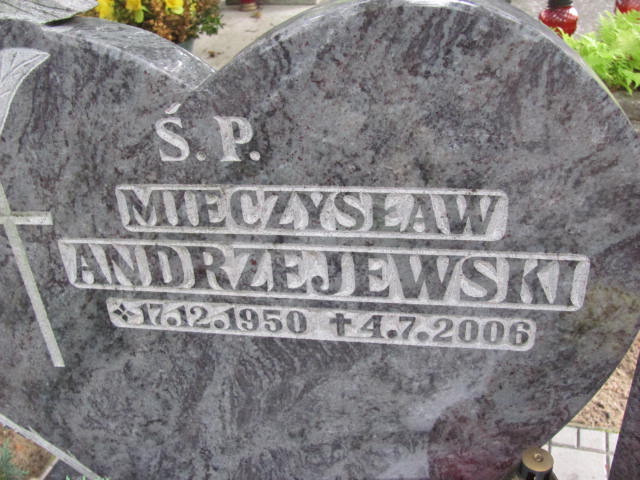 Ś. P.
MIECZYSŁAW
ANDRZEJEWSKI
17.12.1950 ✝ 4.7.2006